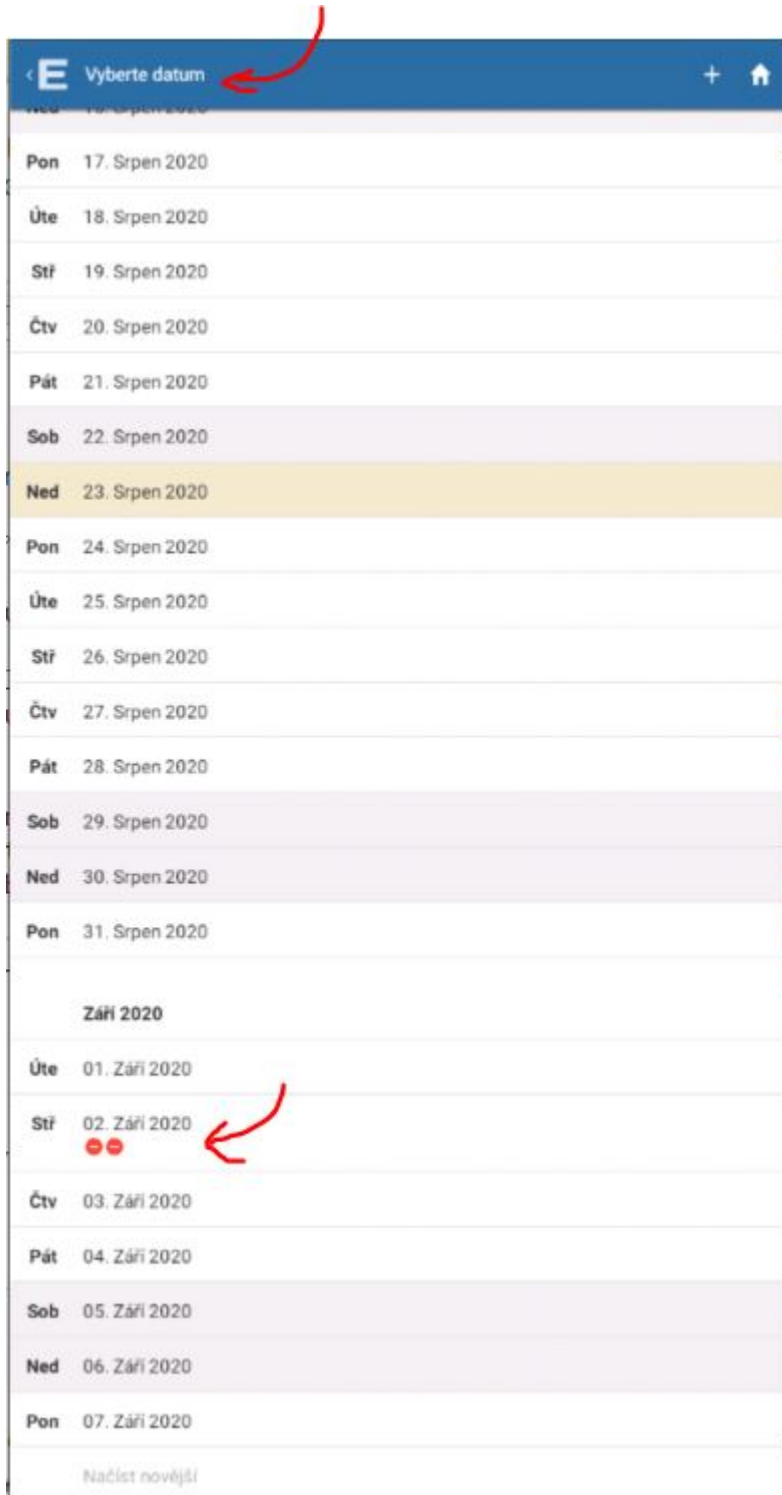 E Vyberte datum +
Pon 17. Srpen 2020
Úte 18. Srpen 2020
Stř 19. Srpen 2020
Čtv 20. Srpen 2020
Pát 21. Srpen 2020
Sob 22. Srpen 2020
Ned 23. Srpen 2020
Pon 24. Srpen 2020
Úte 25. Srpen 2020
Stř 26. Srpen 2020
Čtv 27. Srpen 2020
Pát 28. Srpen 2020
Sob 29. Srpen 2020
Ned 30. Srpen 2020
Pon 31. Srpen 2020
Září 2020
Úte 01. Září 2020
Stř 02. Září 2020
Čtv 03. Září 2020
Pát 04. Září 2020
Sob 05. Září 2020
Ned 06. Září 2020
Pon 07. Září 2020
Načíst novější